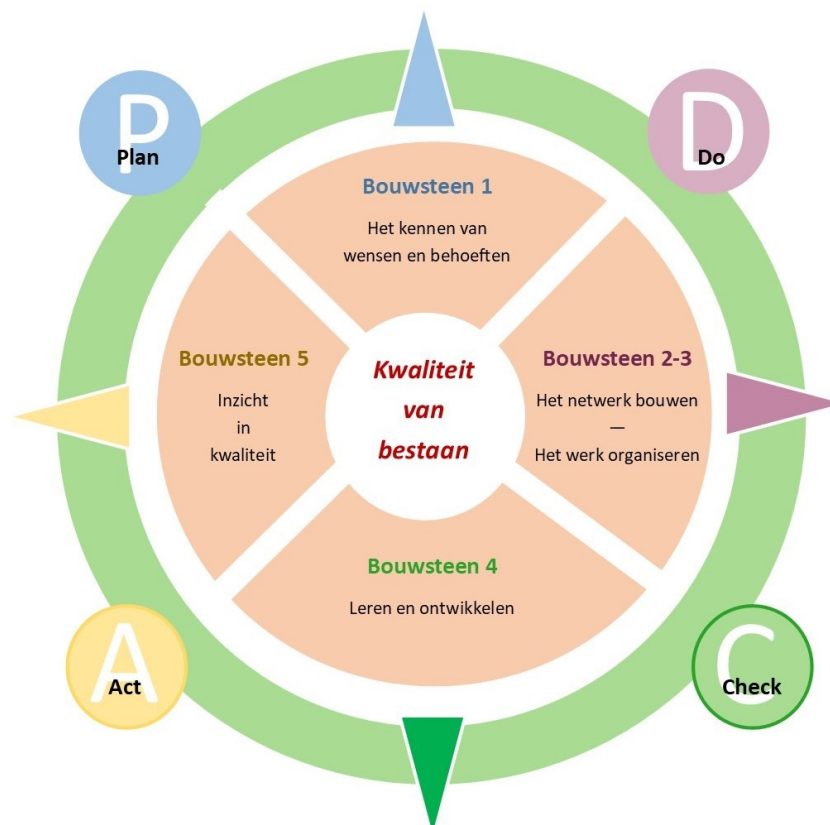 P
Plan
D
Do
Bouwsteen 1
Het kennen van
wensen en behoeften
Bouwsteen 5
Inzicht
in
kwaliteit
Kwaliteit
van
bestaan
Bouwsteen 2-3
Het netwerk bouwen
—
Het werk organiseren
Bouwsteen 4
Leren en ontwikkelen
A
Act
C
Check